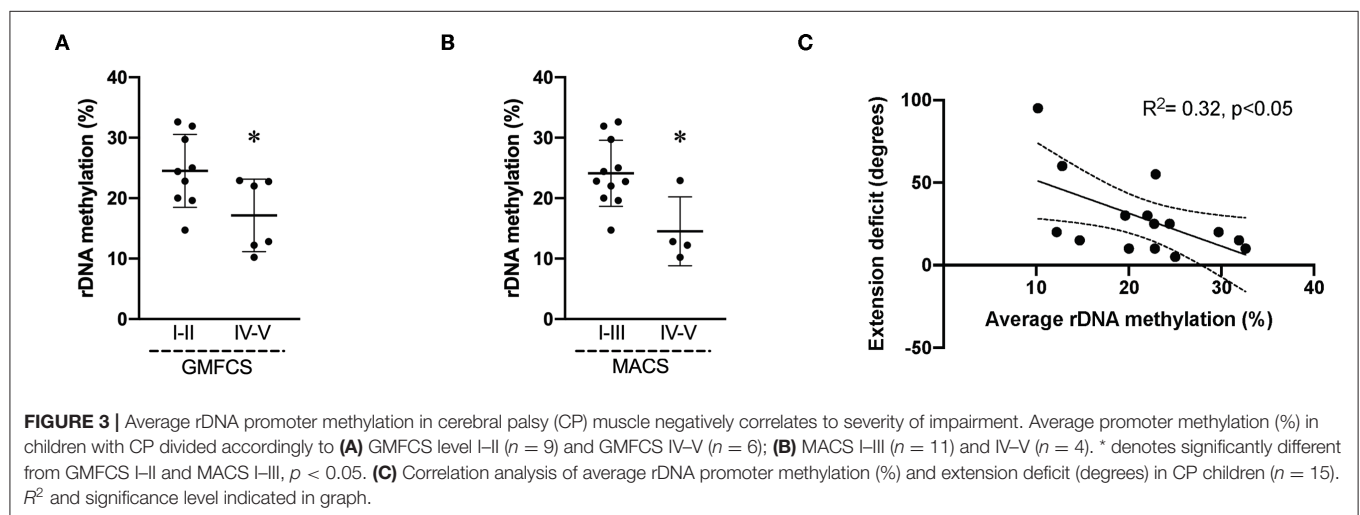 A
rDNA methylation (%)
40
30
20
10
0
*
I-II IV-V
GMFCS
B
rDNA methylation (%)
40
30
20
10
0
*
I-III IV-V
MACS
C
Extension deficit (degrees)
100
50
0
-50
R2= 0.32, p<0.05
10 20 30 40
Average rDNA methylation (%)
FIGURE 3 | Average rDNA promoter methylation in cerebral palsy (CP) muscle negatively correlates to severity of impairment. Average promoter methylation (%) in
children with CP divided accordingly to (A) GMFCS level I–II (n = 9) and GMFCS IV–V (n = 6); (B) MACS I–III (n = 11) and IV–V (n = 4). * denotes significantly different
from GMFCS I–II and MACS I–III, p < 0.05. (C) Correlation analysis of average rDNA promoter methylation (%) and extension deficit (degrees) in CP children (n = 15).
R2 and significance level indicated in graph.